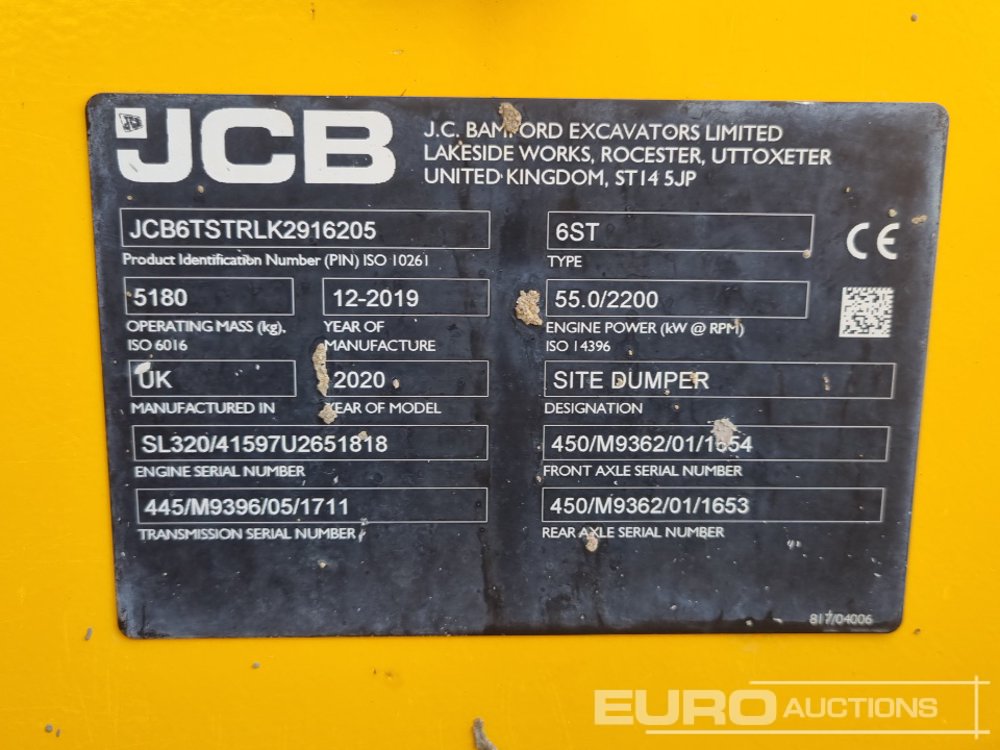 JCB
J.C. BAMFORD EXCAVATORS LIMITED
LAKESIDE WORKS, ROCESTER, UTTOXETER
UNITED KINGDOM, ST14 5JP
JCB6TSTRLK2916205
Product Identification Number (PIN) ISO 10261
6ST
TYPE
CE
5180
OPERATING MASS (kg),
ISO 6016
12-2019
YEAR OF
MANUFACTURE
55.0/2200
ENGINE POWER (kW @ RPM)
ISO 14396
UK
MANUFACTURED IN
2020
YEAR OF MODEL
SITE DUMPER
DESIGNATION
SL320/41597U2651818
ENGINE SERIAL NUMBER
450/M9362/01/1654
FRONT AXLE SERIAL NUMBER
445/M9396/05/1711
TRANSMISSION SERIAL NUMBER
450/M9362/01/1653
REAR AXLE SERIAL NUMBER
817/04006
EURO AUCTIONS